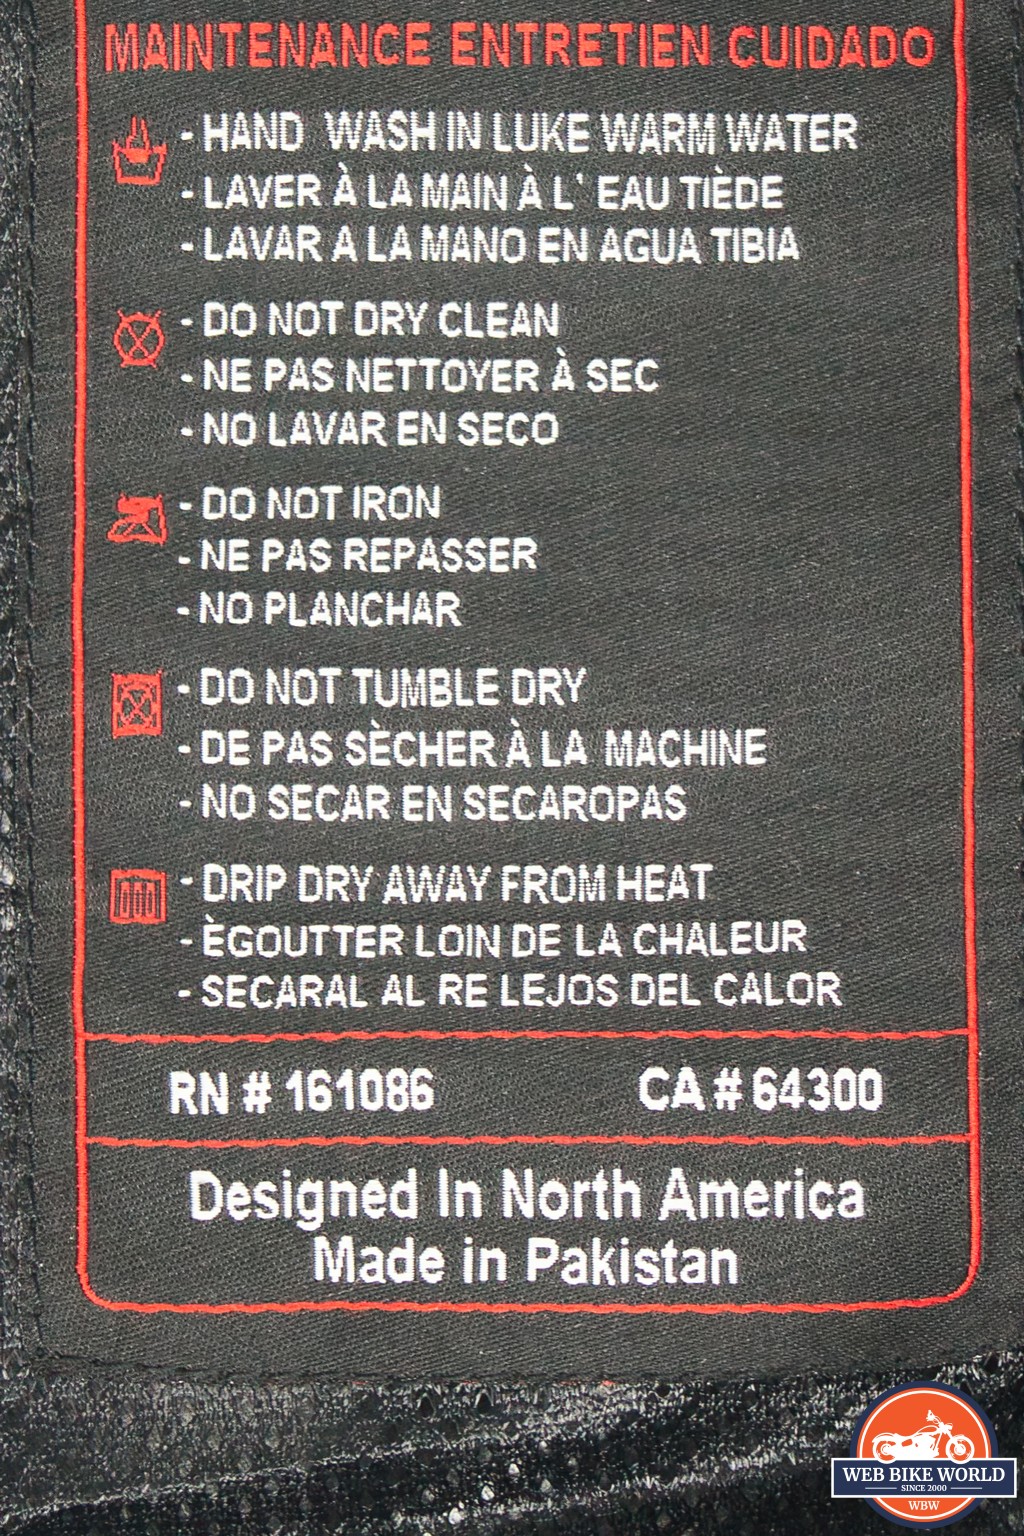 MAINTENANCE ENTRETIEN CUIDADO
- HAND WASH IN LUKE WARM WATER
- LAVER À LA MAIN À L' EAU TIÈDE
- LAVAR A LA MANO EN AGUA TIBIA
- DO NOT DRY CLEAN
- NE PAS NETTOYER À SEC
- NO LAVAR EN SECO
- DO NOT IRON
- NE PAS REPASSER
- NO PLANCHAR
- DO NOT TUMBLE DRY
- DE PAS SÈCHER À LA MACHINE
- NO SECAR EN SECAROPAS
- DRIP DRY AWAY FROM HEAT
- ÈGOUTTER LOIN DE LA CHALEUR
- SECARAL AL RE LEJOS DEL CALOR
RN # 161086 CA # 64300
Designed In North America
Made in Pakistan
WEB BIKE WORLD
SINCE 2000
WBW